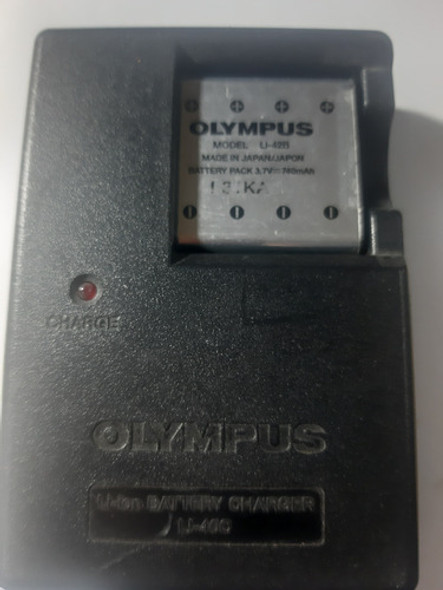 OLYMPUS
MODEL LI-42B
MADE IN JAPAN/JAPON
BATTERY PACK 3.7V⎓740mAh
CHARGE
OLYMPUS
Li-ion BATTERY CHARGER
LI-40C